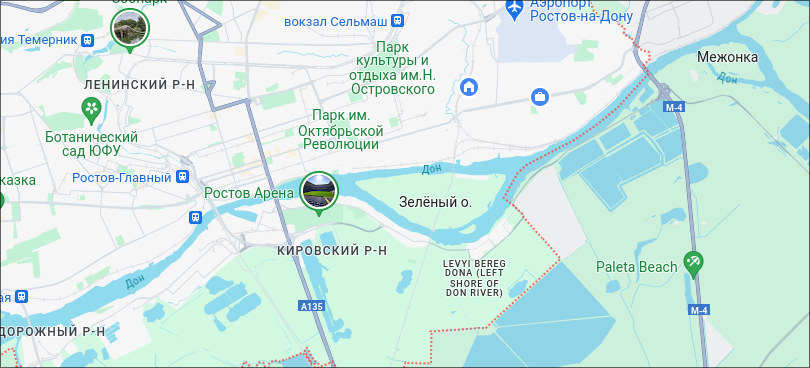 Зоопарк
вокзал Сельмаш
Аэропорт
Ростов-на-Дону
ия Темерник
Парк
культуры и
отдыха им.Н.
Островского
Межонка
Дон
ЛЕНИНСКИЙ Р-Н
М-4
Парк им.
Октябрьской
Революции
Ботанический
сад ЮФУ
Дон
Ростов-Главный
казка
Ростов Арена
Зелёный о.
КИРОВСКИЙ Р-Н
LEVYI BEREG
DONA (LEFT
SHORE OF
DON RIVER)
Paleta Beach
Дон
ая
А135
М-4
ДОРОЖНЫЙ Р-Н